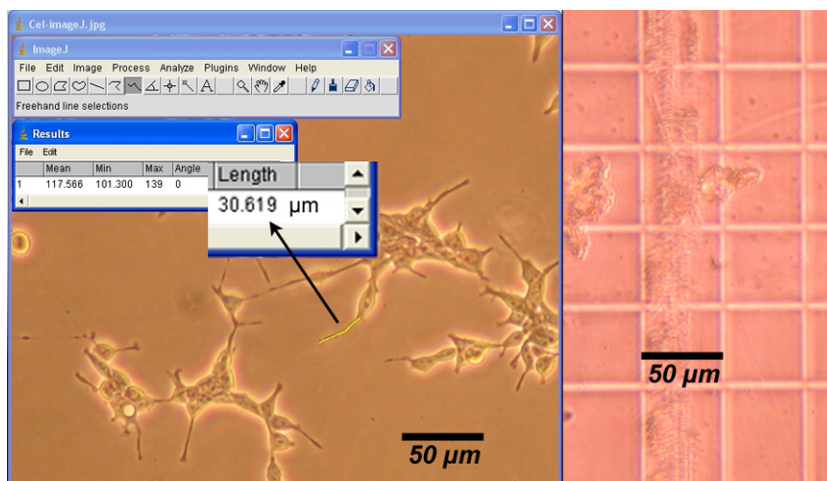 Cel-imageJ.jpg
ImageJ
File Edit Image Process Analyze Plugins Window Help
Freehand line selections
Results
File Edit
Mean Min Max Angle Length
1 117.566 101.300 139 0 30.619 µm
50 µm
50 µm